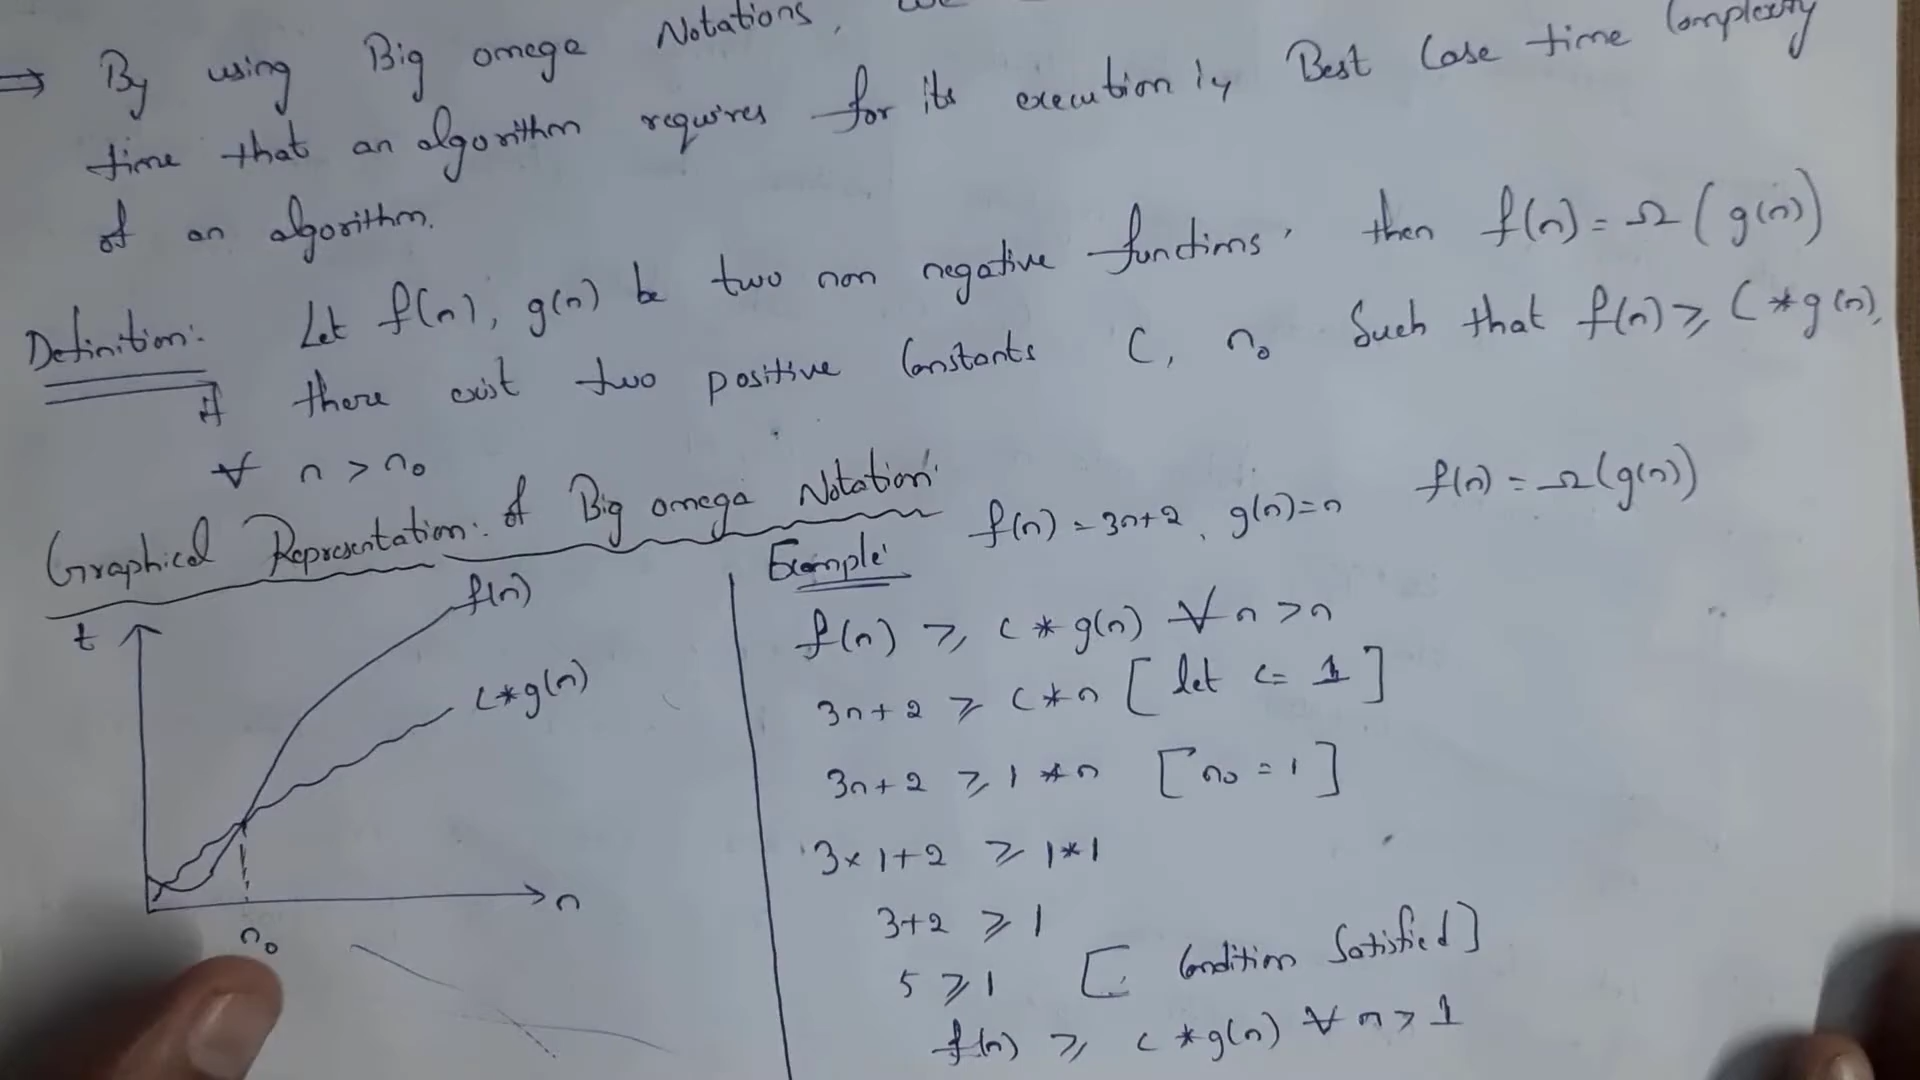 ⇒ By using Big omega Notations,
time that an algorithm requires for its execution i.e Best Case time Complexity
of an algorithm.
Definition: Let f(n), g(n) be two non negative functions, then f(n) = Ω(g(n))
if there exist two positive Constants C, n₀ Such that f(n) ≥ C * g(n),
∀ n > n₀
Graphical Representation: of Big omega Notation:
t
f(n)
C*g(n)
n
n₀
Example: f(n) = 3n+2, g(n)=n f(n) = Ω(g(n))
f(n) ≥ C * g(n) ∀ n > n
3n+2 ≥ C * n [let C = 1]
3n+2 ≥ 1 * n [n₀ = 1]
3×1+2 ≥ 1*1
3+2 ≥ 1
5 ≥ 1 [∴ Condition Satisfied]
f(n) ≥ C * g(n) ∀ n > 1